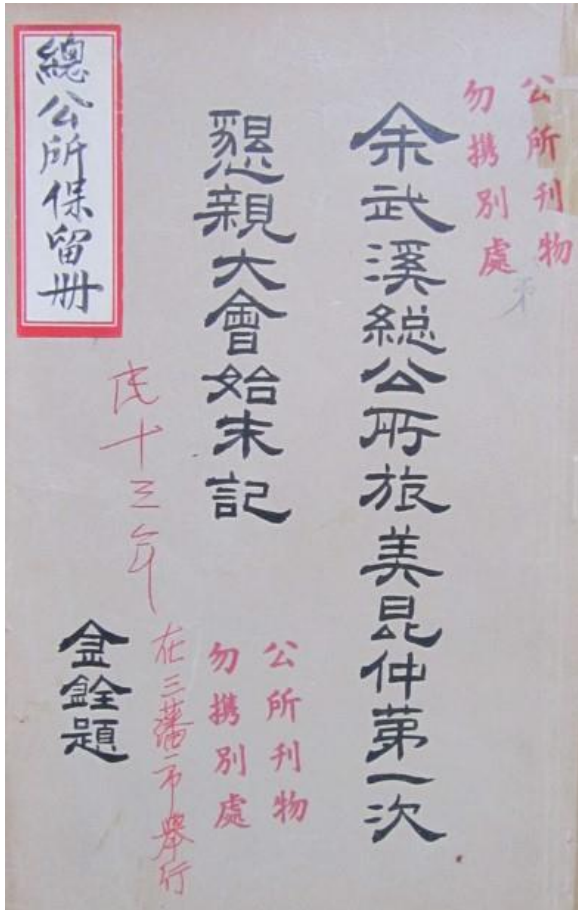 公所刊物
勿攜別處
余武溪総公所旅美昆仲第一次
懇親大會始末記
總公所保留册
民十三年
在三藩市舉行
金銓題
公所刊物
勿携別處